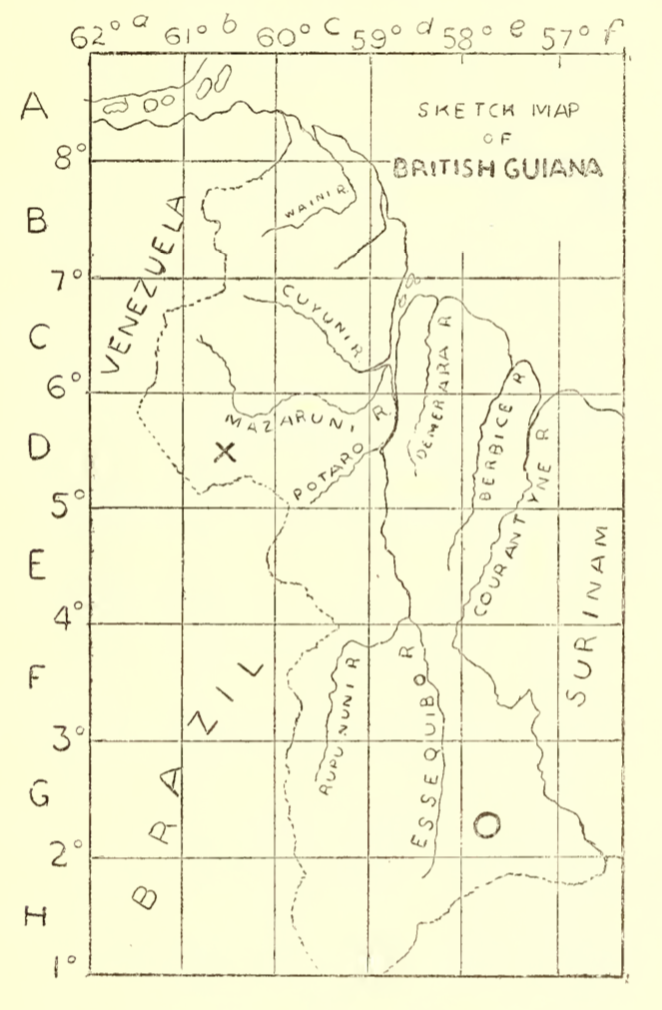 62° a 61° b 60° c 59° d 58° e 57° f
A
SKETCH MAP
OF
BRITISH GUIANA
8°
WAINI R.
B
VENEZUELA
7°
CUYUNI R.
C
DEMERARA R
6°
MAZARUNI R.
BERBICE R
D
X
POTARO
COURANTYNE R
5°
E
SURINAM
4°
F
RUPUNUNI R
ESSEQUIBO R
BRAZIL
3°
G
O
2°
H
1°